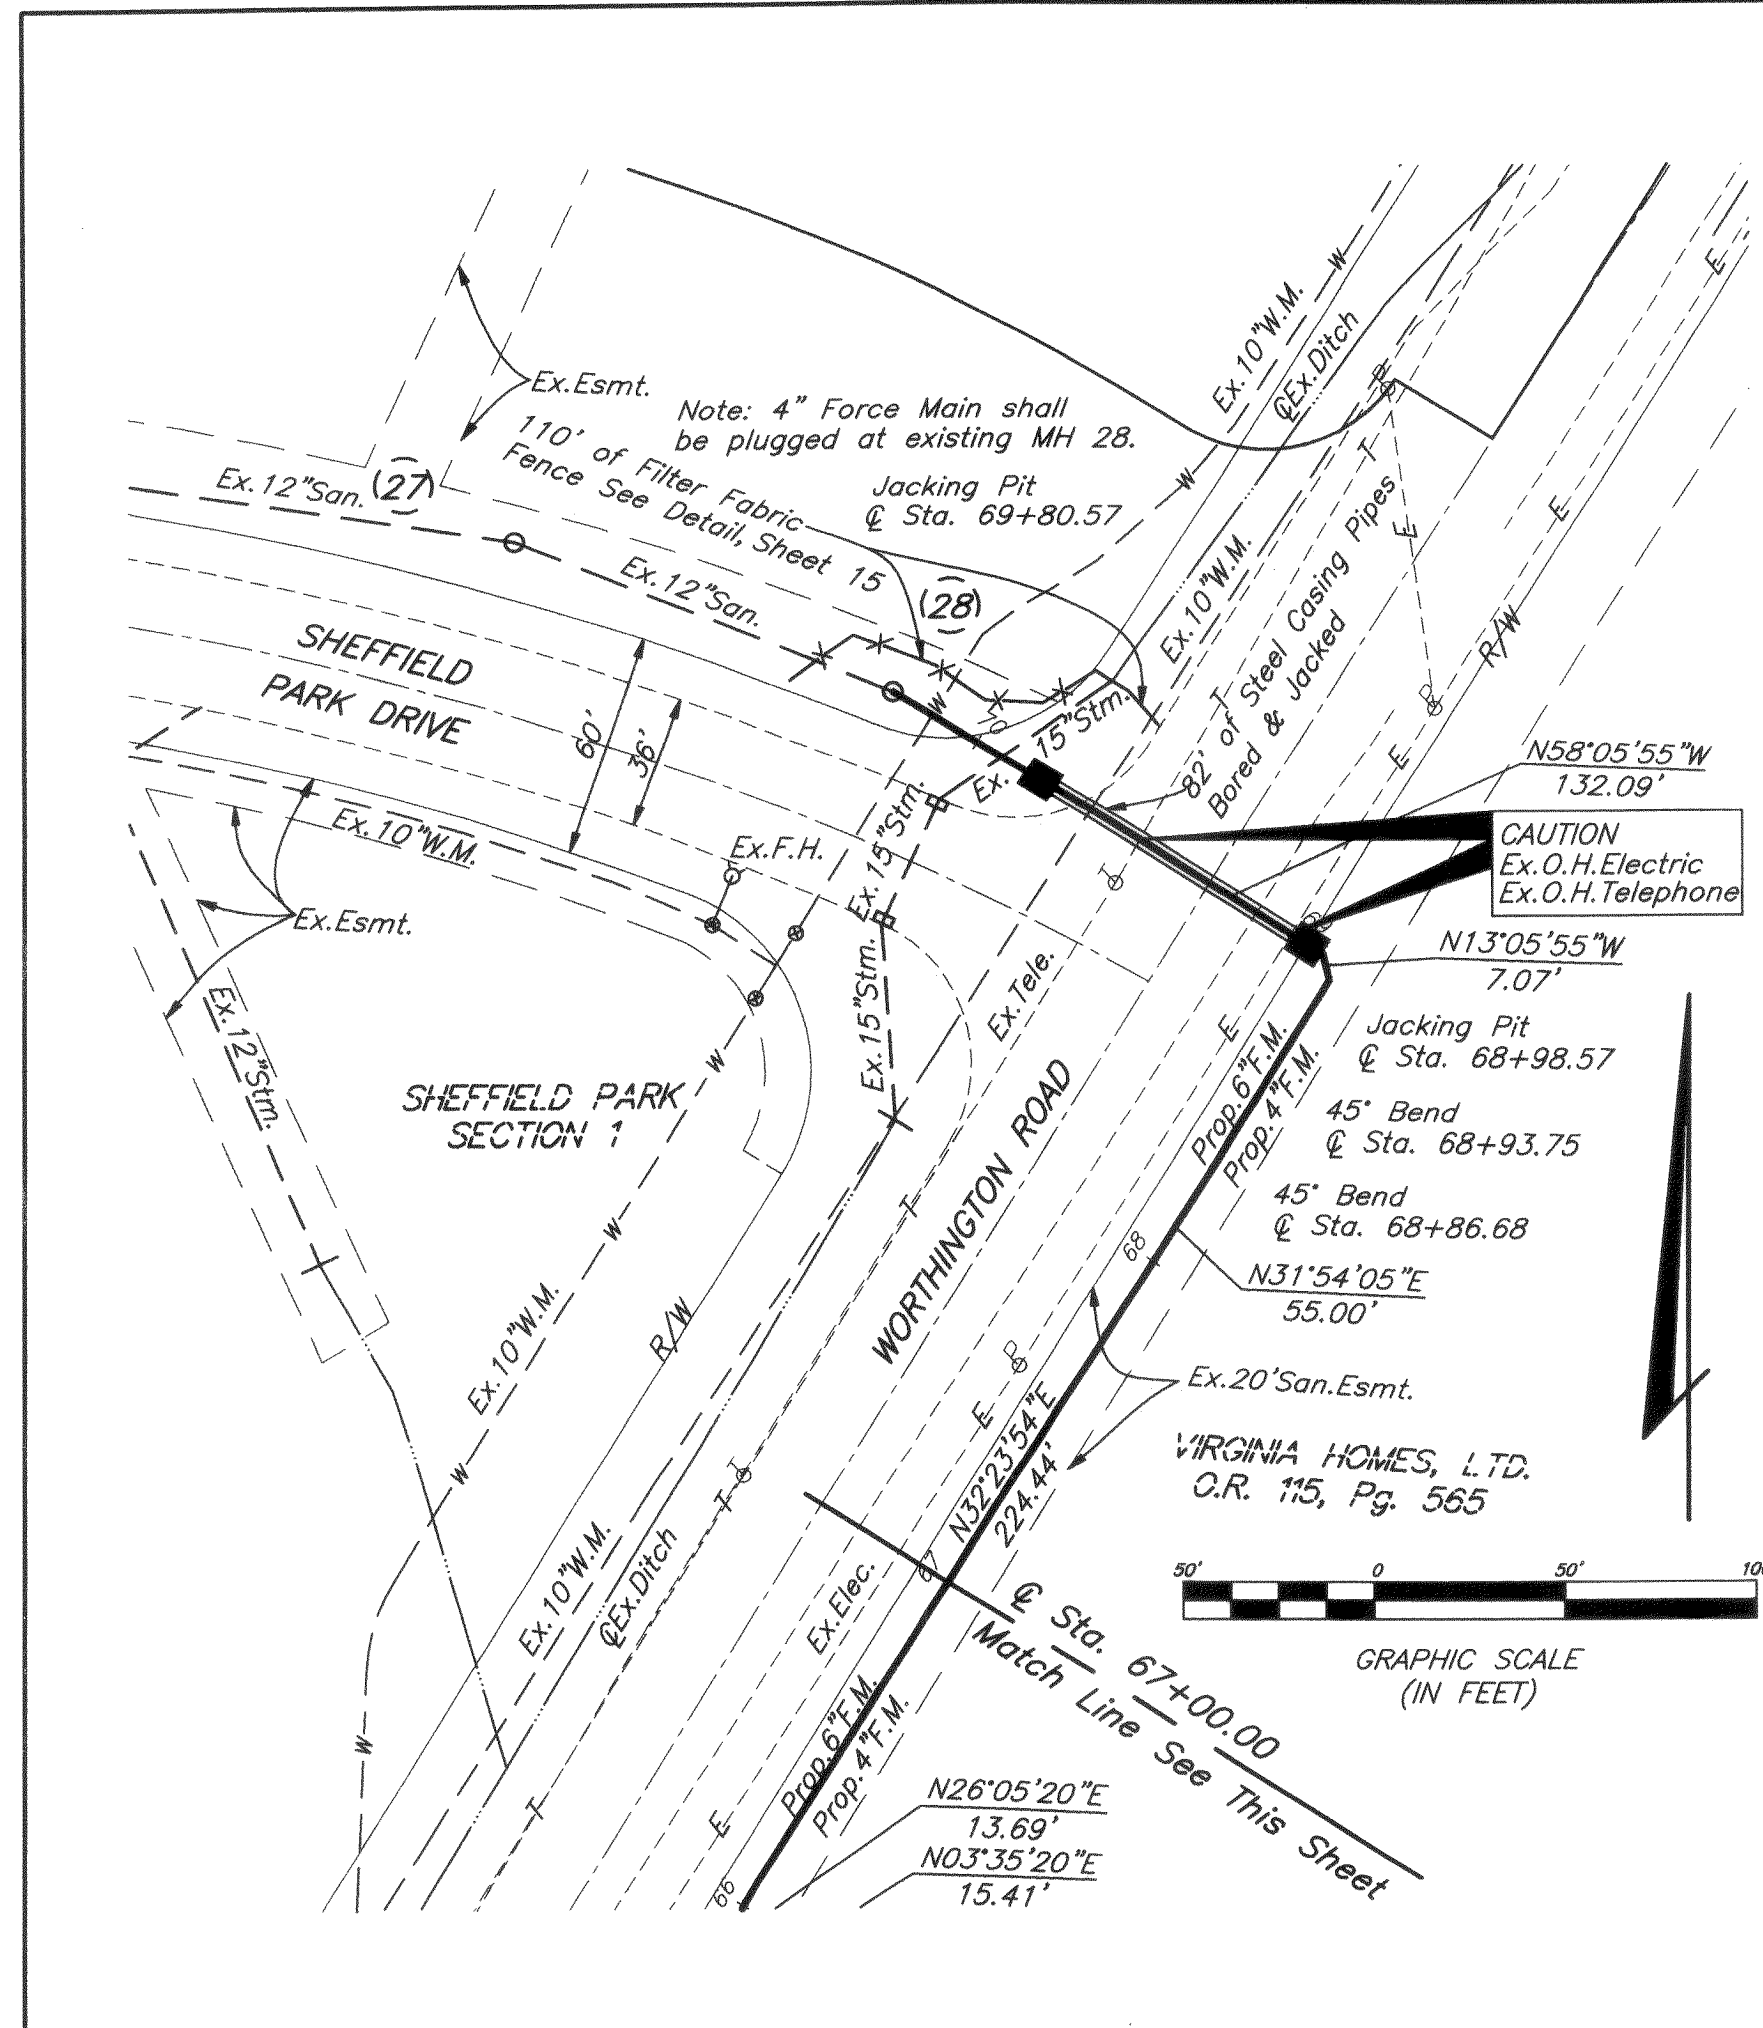 Ex.Esmt.
Note: 4" Force Main shall
be plugged at existing MH 28.
110' of Filter Fabric
Fence See Detail, Sheet 15
Jacking Pit
℄ Sta. 69+80.57
Ex.12"San.
(27)
Ex.12"San.
(28)
Ex.10"W.M.
W
W
℄Ex.Ditch
P
T
E
E
E
Ex.10"W.M.
82' of Steel Casing Pipes
Bored & Jacked
R/W
T
P
E
SHEFFIELD
PARK DRIVE
60'
36'
W
70
Ex. 15"Stm.
N58°05'55"W
132.09'
CAUTION
Ex.O.H.Electric
Ex.O.H.Telephone
Ex.10"W.M.
Ex.F.H.
Ex.15"Stm.
T
Ex.Esmt.
N13°05'55"W
7.07'
Ex.15"Stm.
Ex.Tele.
E
Jacking Pit
℄ Sta. 68+98.57
Ex.12"Stm.
W
SHEFFIELD PARK
SECTION 1
Prop.6"F.M.
Prop.4"F.M.
45° Bend
℄ Sta. 68+93.75
45° Bend
℄ Sta. 68+86.68
WORTHINGTON ROAD
T
W
68
N31°54'05"E
55.00'
Ex.10"W.M.
R/W
P
E
Ex.20'San.Esmt.
N32°23'54"E
224.44'
VIRGINIA HOMES, LTD.
O.R. 115, Pg. 565
W
T
T
Ex.10"W.M.
℄Ex.Ditch
Ex.Elec.
67
℄ Sta. 67+00.00
Match Line See This Sheet
50'
0
50'
100
GRAPHIC SCALE
(IN FEET)
W
T
E
Prop.6"F.M.
Prop.4"F.M.
66
N26°05'20"E
13.69'
N03°35'20"E
15.41'